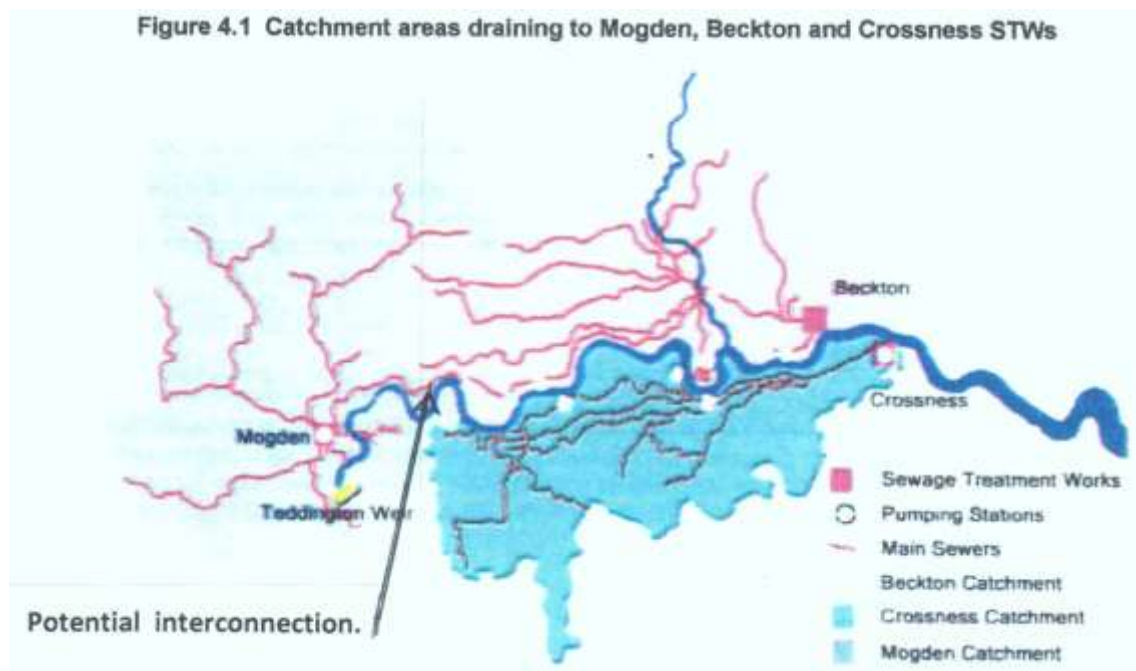 Figure 4.1 Catchment areas draining to Mogden, Beckton and Crossness STWs
Beckton
Crossness
Mogden
Teddington Weir
Potential interconnection.
Sewage Treatment Works
Pumping Stations
Main Sewers
Beckton Catchment
Crossness Catchment
Mogden Catchment